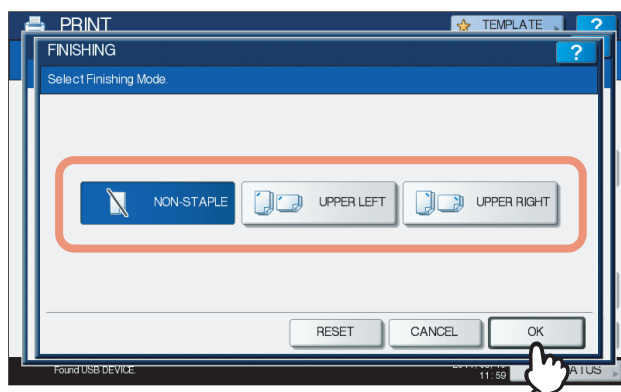 PRINT
TEMPLATE
?
FINISHING
?
Select Finishing Mode.
NON-STAPLE
UPPER LEFT
UPPER RIGHT
RESET
CANCEL
OK
Found USB DEVICE.
11:59